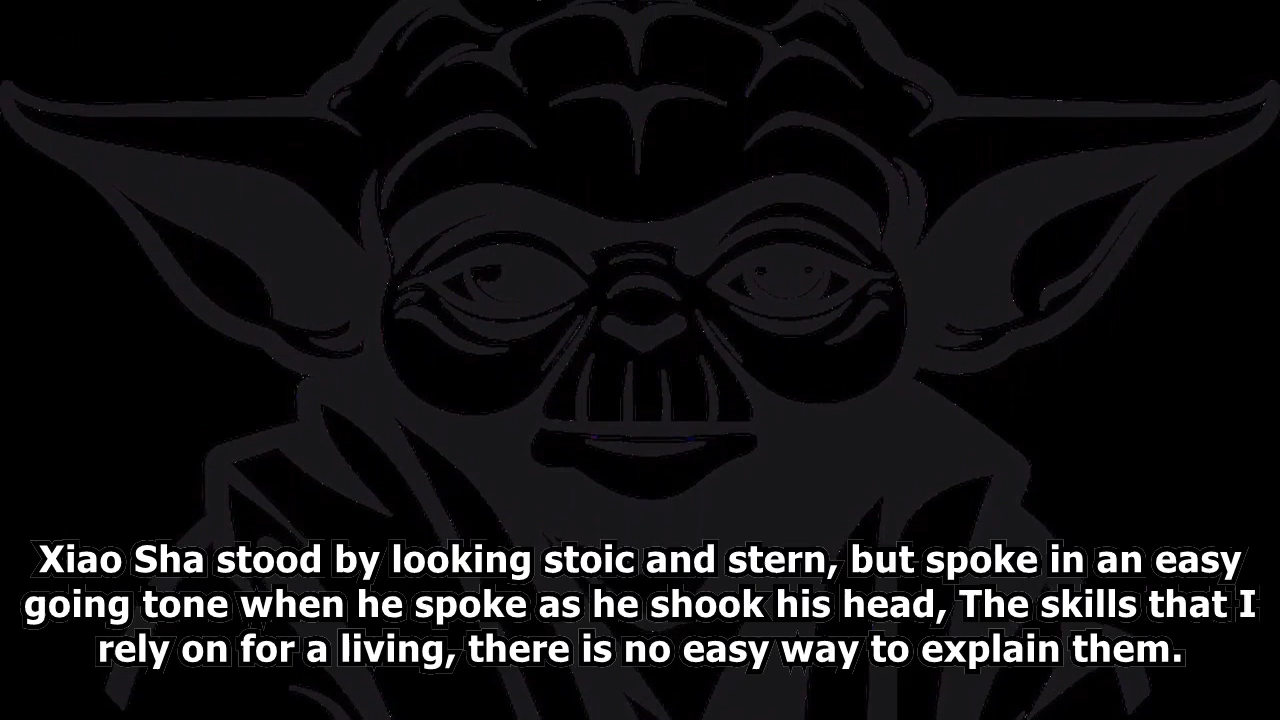 Xiao Sha stood by looking stoic and stern, but spoke in an easy
going tone when he spoke as he shook his head, The skills that I
rely on for a living, there is no easy way to explain them.